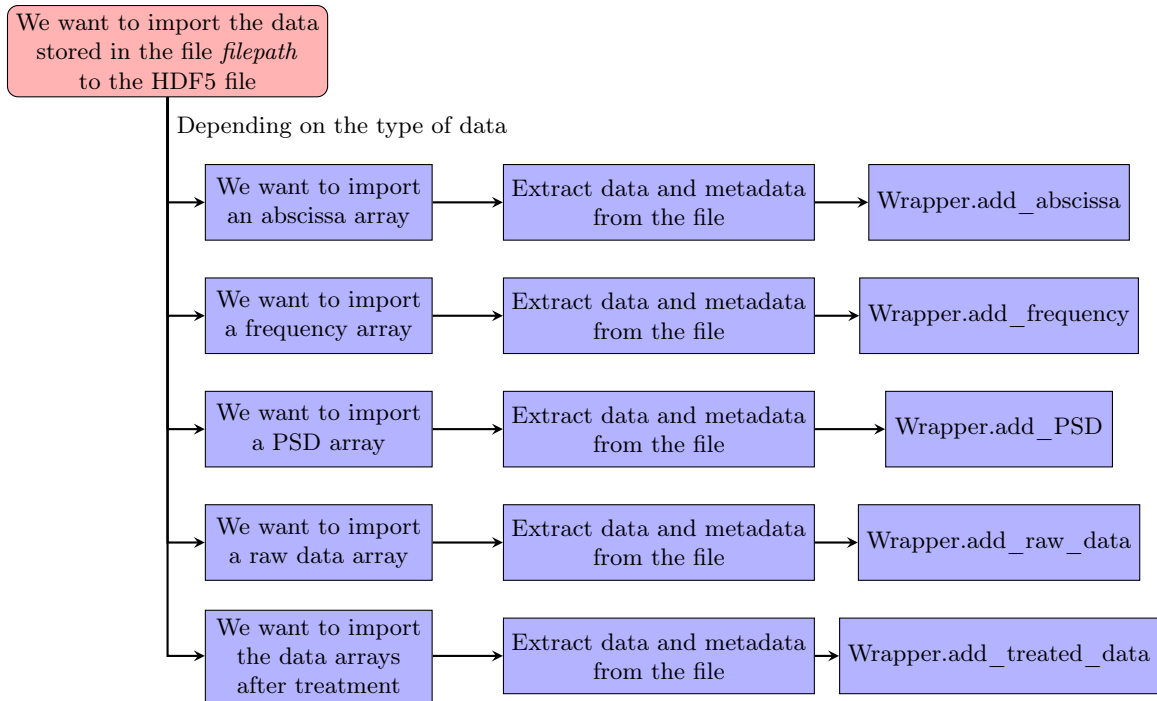 We want to import the data
stored in the file filepath
to the HDF5 file
Depending on the type of data
We want to import
an abscissa array
Extract data and metadata
from the file
Wrapper.add_abscissa
We want to import
a frequency array
Extract data and metadata
from the file
Wrapper.add_frequency
We want to import
a PSD array
Extract data and metadata
from the file
Wrapper.add_PSD
We want to import
a raw data array
Extract data and metadata
from the file
Wrapper.add_raw_data
We want to import
the data arrays
after treatment
Extract data and metadata
from the file
Wrapper.add_treated_data